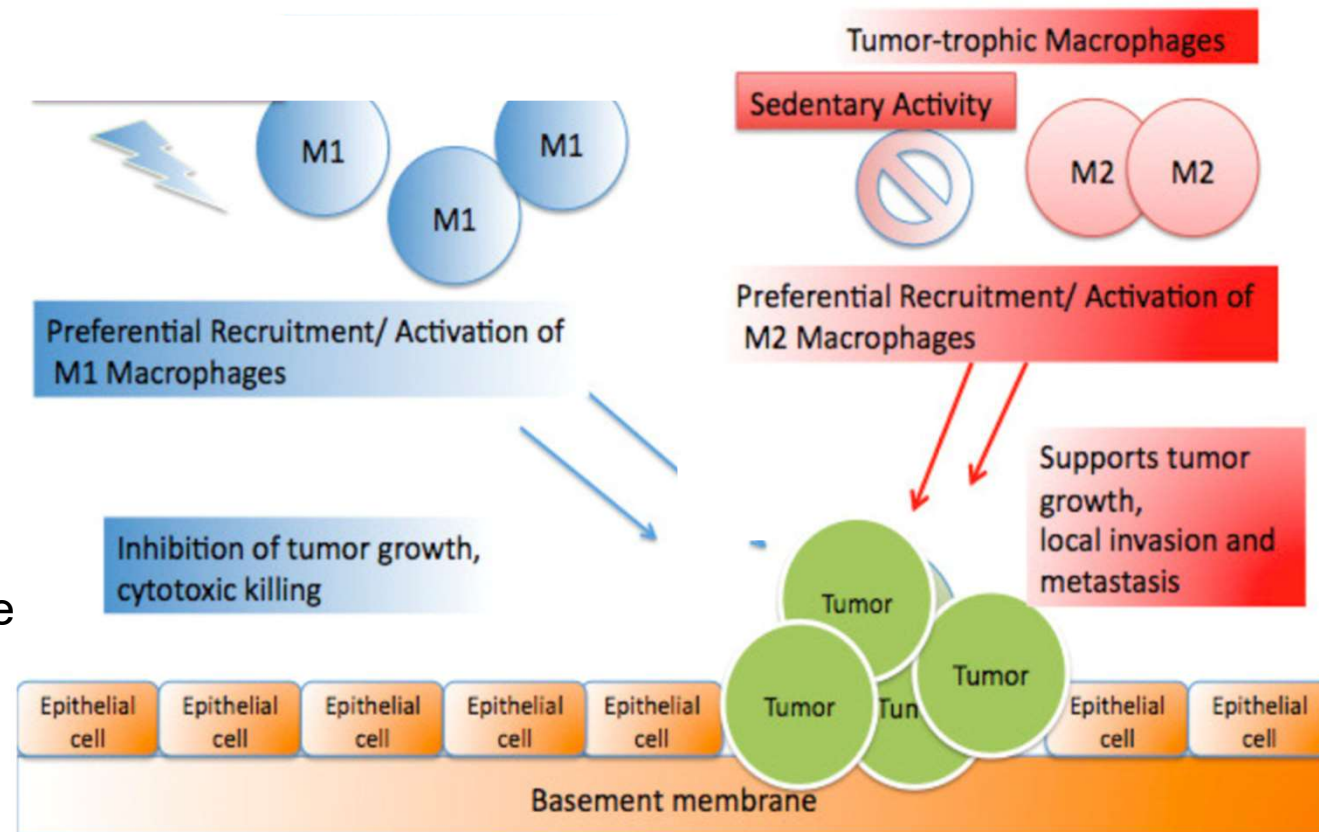 Tumor-trophic Macrophages
Sedentary Activity
M1
M1
M1
M2
M2
Preferential Recruitment/ Activation of
M1 Macrophages
Preferential Recruitment/ Activation of
M2 Macrophages
Inhibition of tumor growth,
cytotoxic killing
Supports tumor
growth,
local invasion and
metastasis
e
Tumor
Tumor
Tumor
Tun
Epithelial
cell
Epithelial
cell
Epithelial
cell
Epithelial
cell
Epithelial
cell
Epithelial
cell
Epithelial
cell
Basement membrane